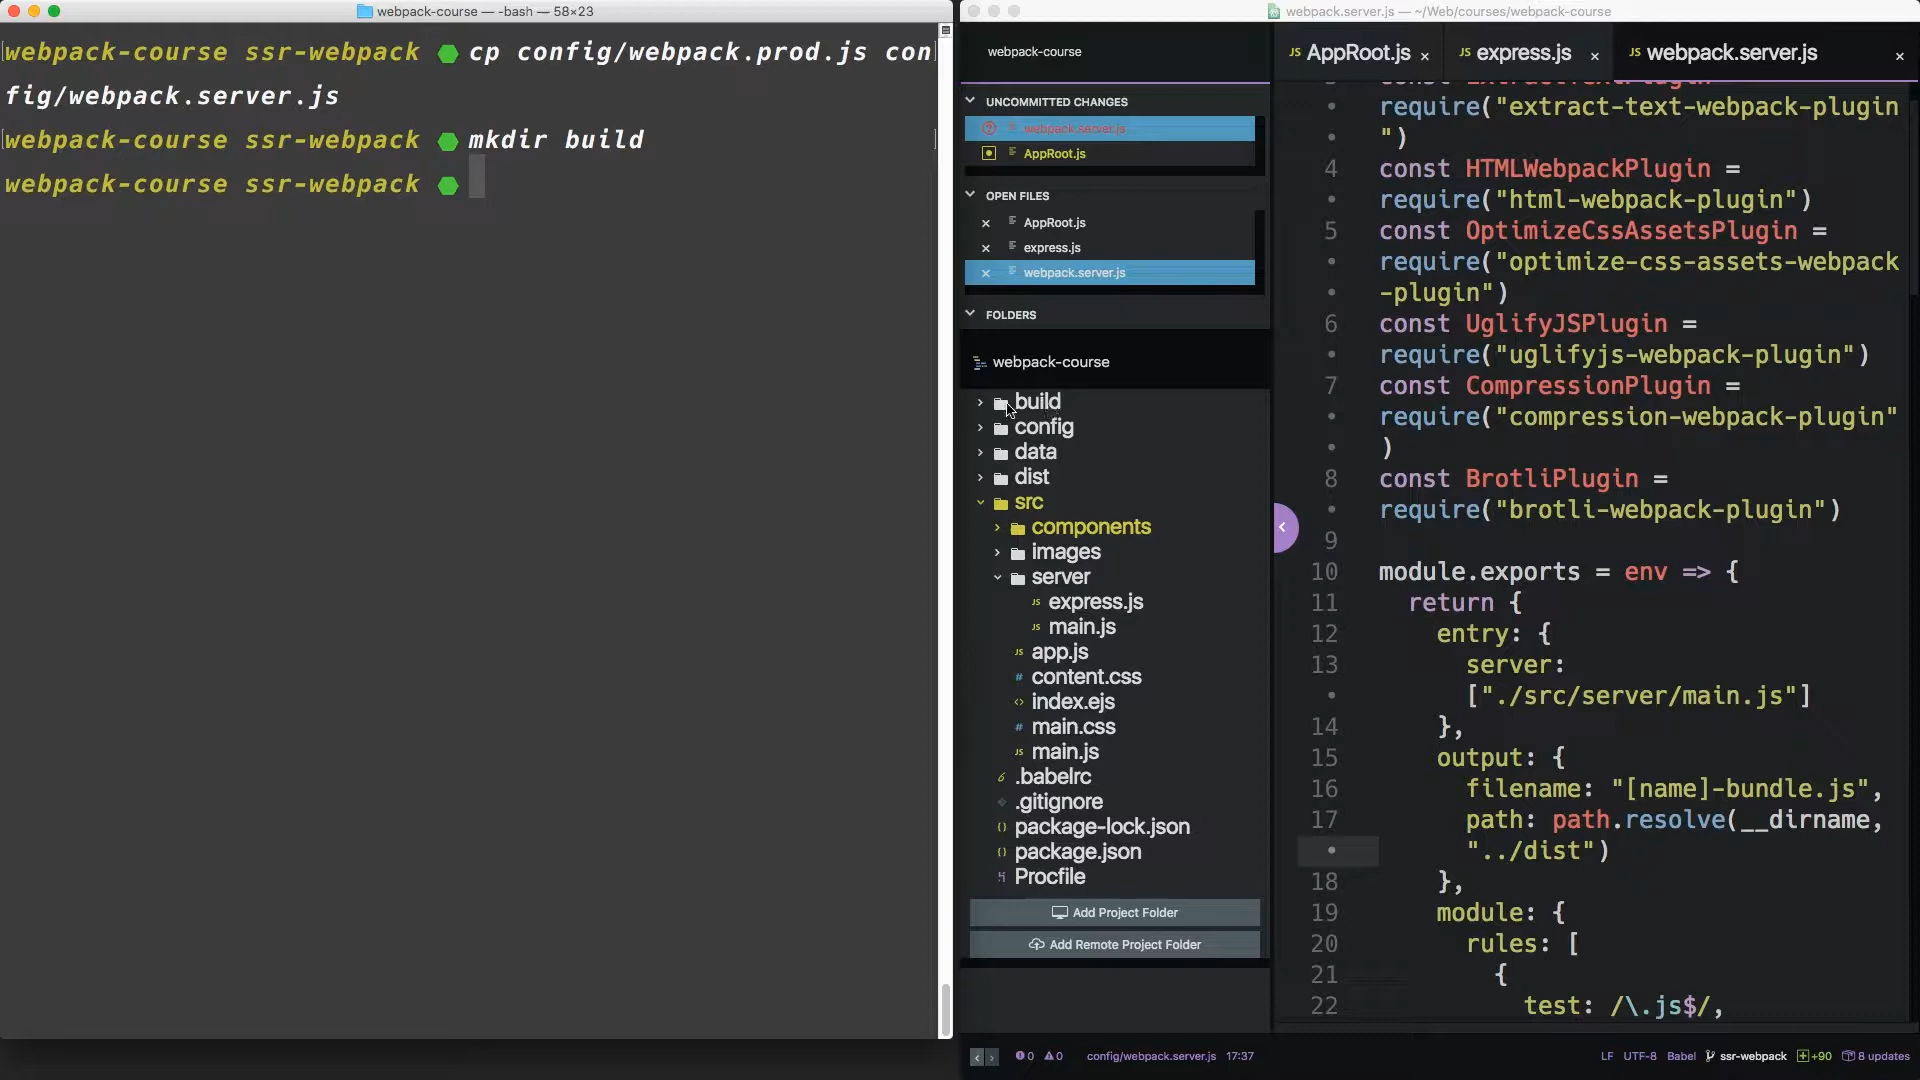 webpack-course — -bash — 58×23
webpack-course ssr-webpack cp config/webpack.prod.js con
fig/webpack.server.js
webpack-course ssr-webpack mkdir build
webpack-course ssr-webpack
webpack.server.js — ~/Web/courses/webpack-course
webpack-course
UNCOMMITTED CHANGES
webpack.server.js
AppRoot.js
OPEN FILES
AppRoot.js
express.js
webpack.server.js
FOLDERS
webpack-course
build
config
data
dist
src
components
images
server
JS express.js
JS main.js
JS app.js
# content.css
<> index.ejs
# main.css
JS main.js
.babelrc
.gitignore
package-lock.json
package.json
Procfile
Add Project Folder
Add Remote Project Folder
JS AppRoot.js ×
JS express.js ×
JS webpack.server.js ×
const ExtractTextPlugin =
require("extract-text-webpack-plugin
")
4 const HTMLWebpackPlugin =
require("html-webpack-plugin")
5 const OptimizeCssAssetsPlugin =
require("optimize-css-assets-webpack
-plugin")
6 const UglifyJSPlugin =
require("uglifyjs-webpack-plugin")
7 const CompressionPlugin =
require("compression-webpack-plugin"
)
8 const BrotliPlugin =
require("brotli-webpack-plugin")
9
10 module.exports = env => {
11 return {
12 entry: {
13 server:
["./src/server/main.js"]
14 },
15 output: {
16 filename: "[name]-bundle.js",
17 path: path.resolve(__dirname,
"../dist")
18 },
19 module: {
20 rules: [
21 {
22 test: /\.js$/,
0 0 config/webpack.server.js 17:37
LF UTF-8 Babel ssr-webpack +90 8 updates